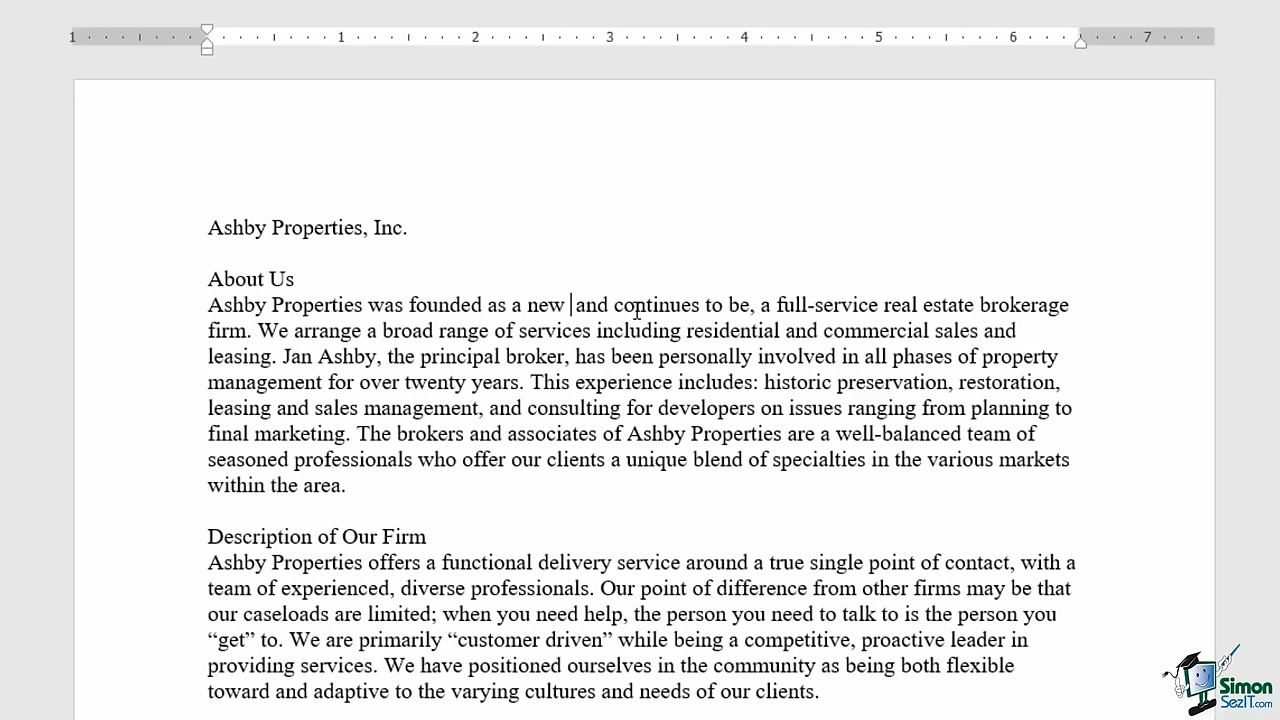 1 1 2 3 4 5 6 7
Ashby Properties, Inc.
About Us
Ashby Properties was founded as a new and continues to be, a full-service real estate brokerage
firm. We arrange a broad range of services including residential and commercial sales and
leasing. Jan Ashby, the principal broker, has been personally involved in all phases of property
management for over twenty years. This experience includes: historic preservation, restoration,
leasing and sales management, and consulting for developers on issues ranging from planning to
final marketing. The brokers and associates of Ashby Properties are a well-balanced team of
seasoned professionals who offer our clients a unique blend of specialties in the various markets
within the area.
Description of Our Firm
Ashby Properties offers a functional delivery service around a true single point of contact, with a
team of experienced, diverse professionals. Our point of difference from other firms may be that
our caseloads are limited; when you need help, the person you need to talk to is the person you
“get” to. We are primarily “customer driven” while being a competitive, proactive leader in
providing services. We have positioned ourselves in the community as being both flexible
toward and adaptive to the varying cultures and needs of our clients.
Simon
SezIT.com